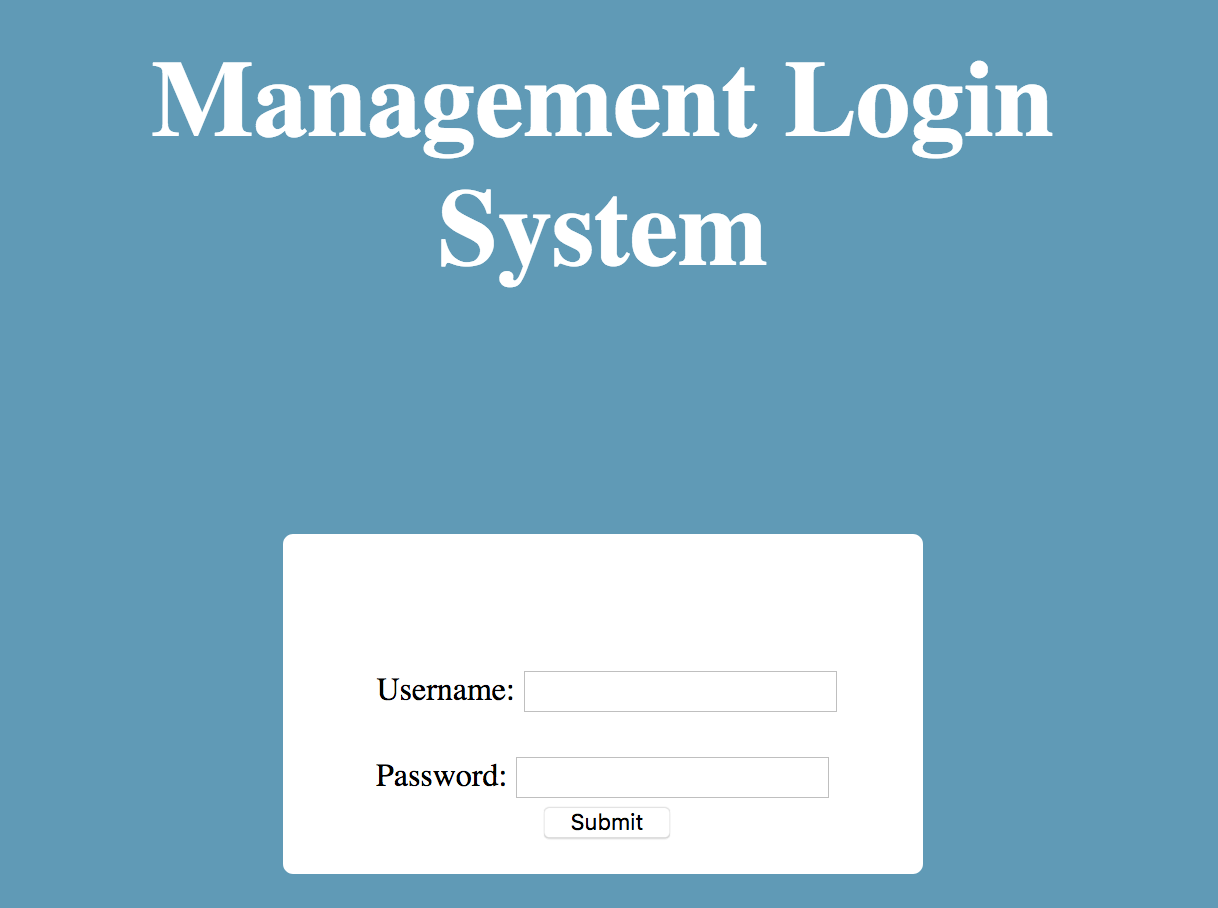 Management Login
System
Username:
Password:
Submit